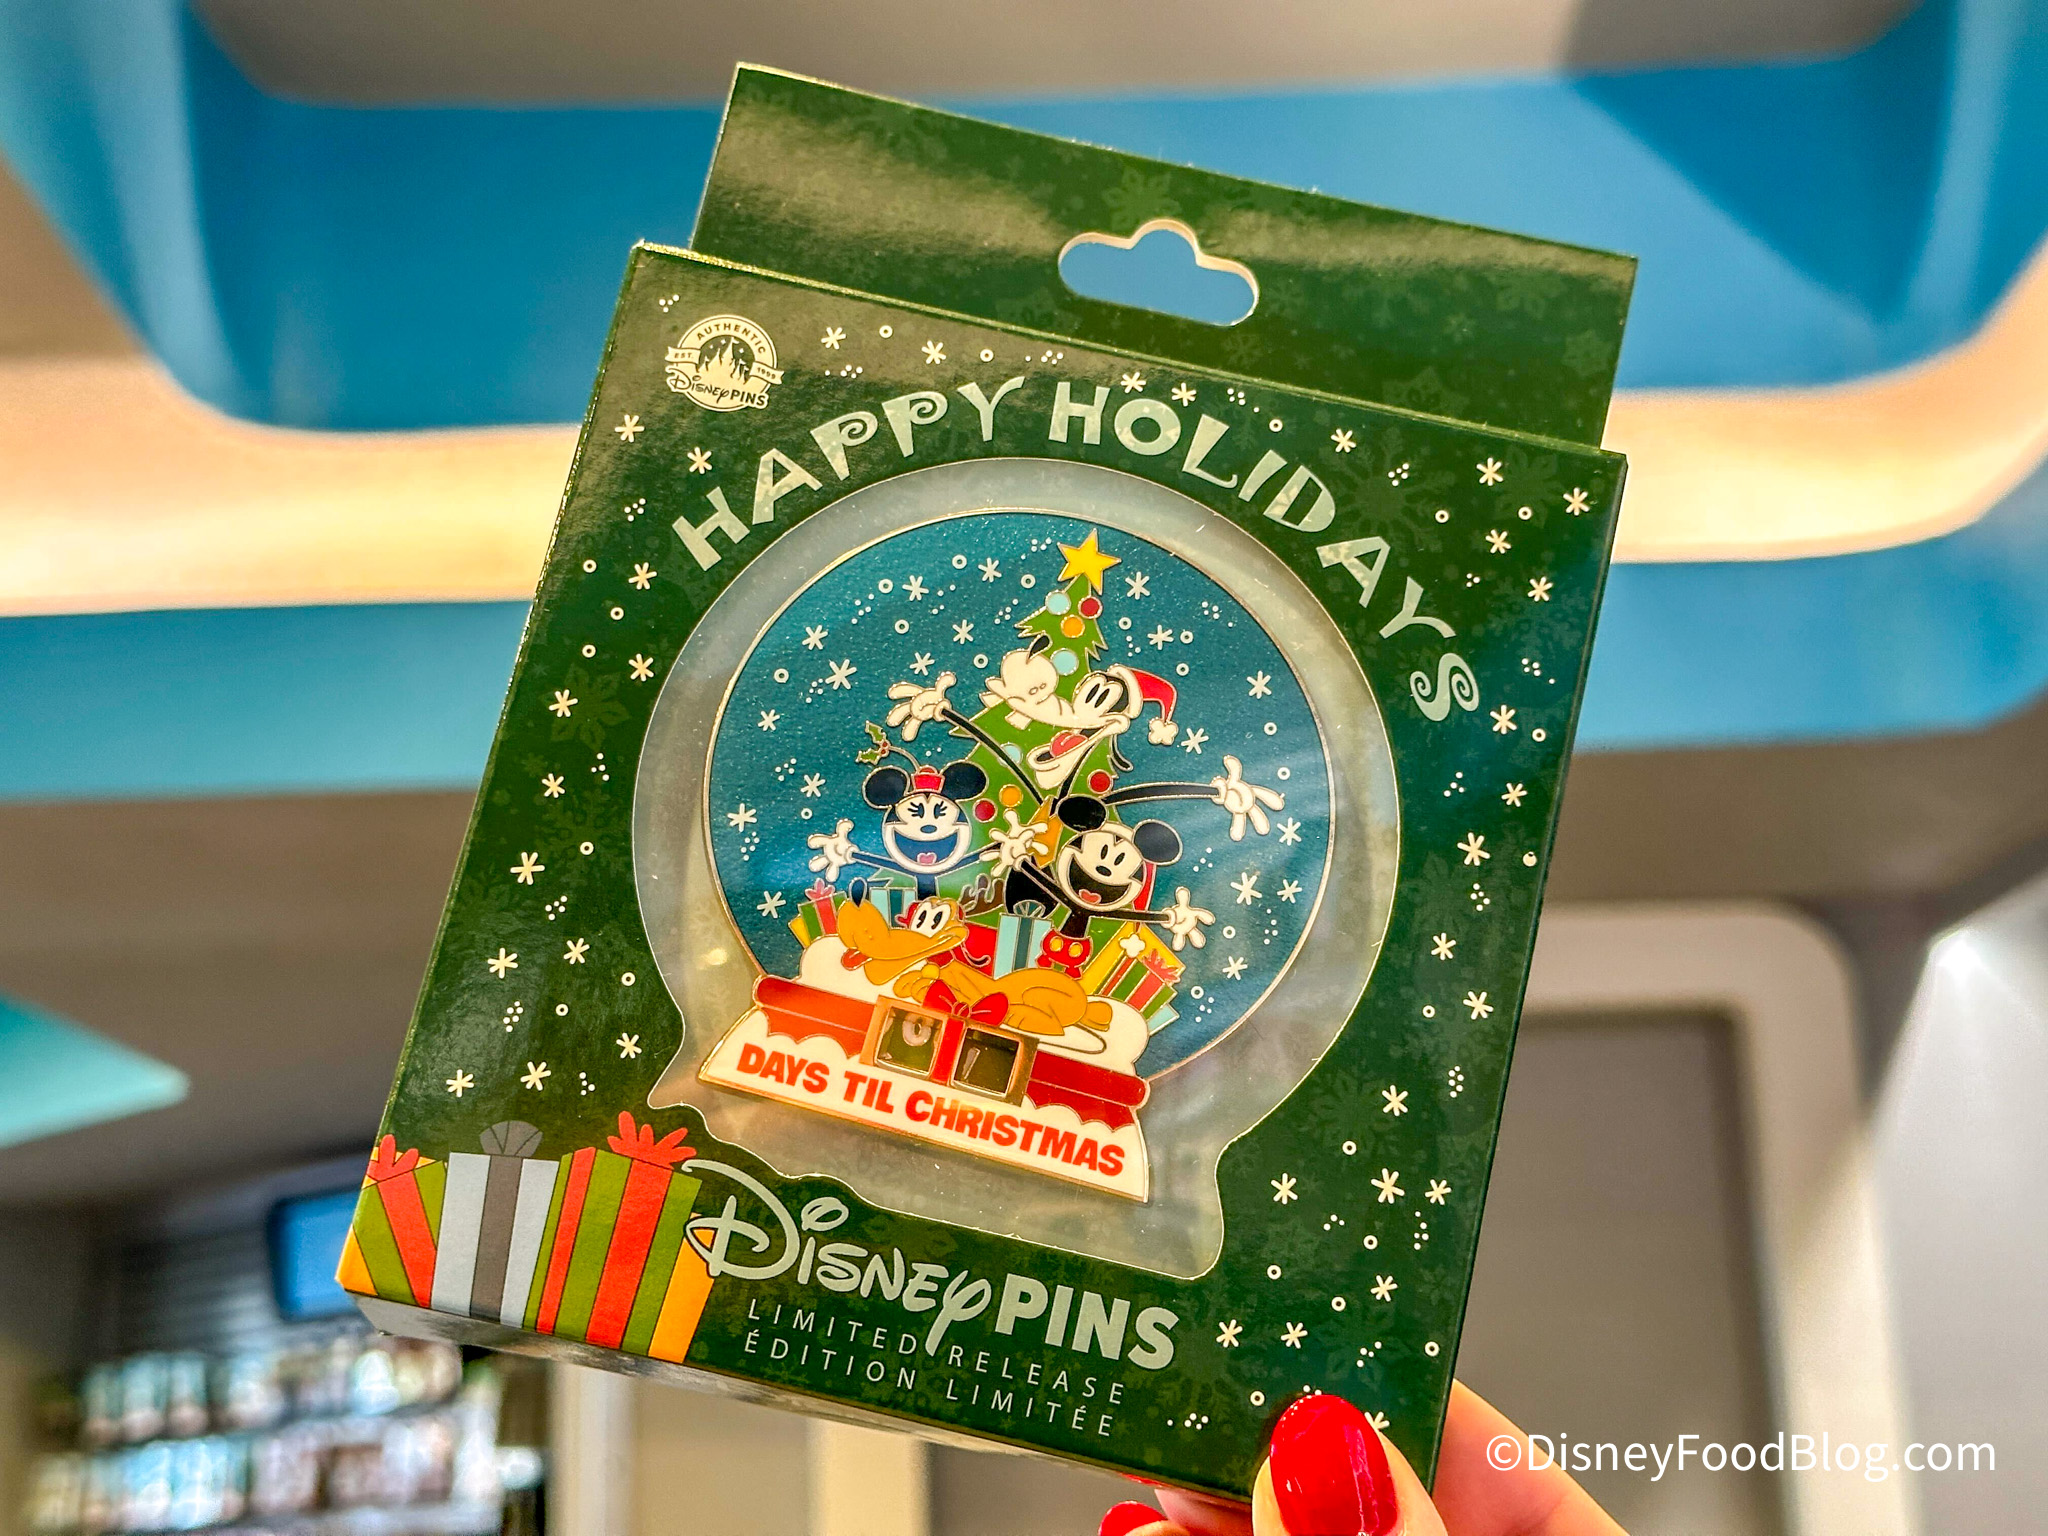 AUTHENTIC
EST. 1999
Disney PINS
HAPPY HOLIDAYS
DAYS TIL CHRISTMAS
Disney PINS
LIMITED RELEASE
ÉDITION LIMITÉE
©DisneyFoodBlog.com